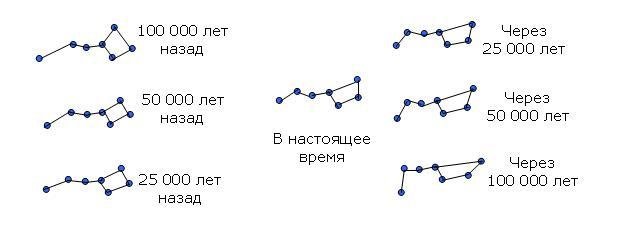 100 000 лет
назад
50 000 лет
назад
25 000 лет
назад
В настоящее
время
Через
25 000 лет
Через
50 000 лет
Через
100 000 лет